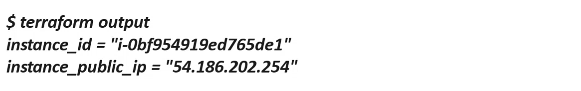 $ terraform output
instance_id = "i-0bf954919ed765de1"
instance_public_ip = "54.186.202.254"